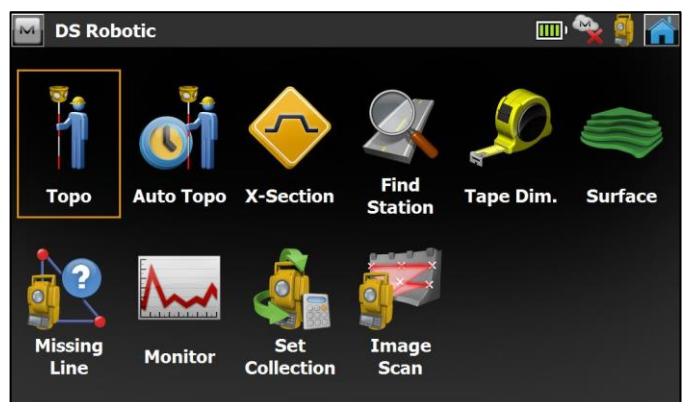 DS Robotic
Topo
Auto Topo
X-Section
Find
Station
Tape Dim.
Surface
Missing
Line
Monitor
Set
Collection
Image
Scan